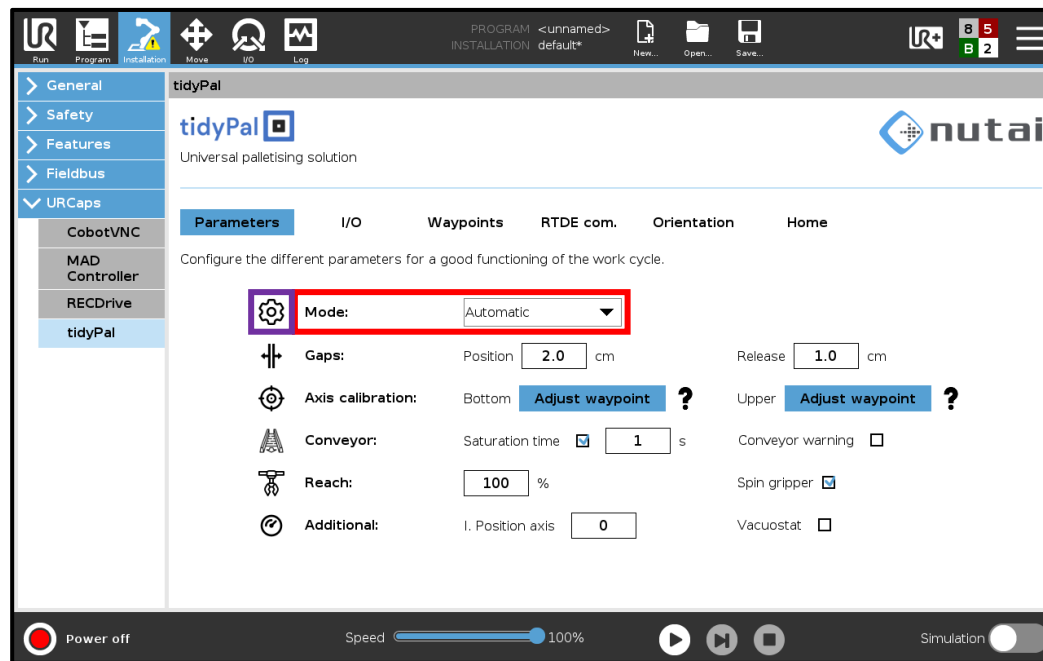 PROGRAM <unnamed>
INSTALLATION default*
Run Program Installation Move I/O Log New... Open... Save...
UR+
8 5
B 2
General
Safety
Features
Fieldbus
URCaps
CobotVNC
MAD
Controller
RECDrive
tidyPal
tidyPal
tidyPal
nutai
Universal palletising solution
Parameters I/O Waypoints RTDE com. Orientation Home
Configure the different parameters for a good functioning of the work cycle.
Mode: Automatic
Gaps: Position 2.0 cm Release 1.0 cm
Axis calibration: Bottom Adjust waypoint ? Upper Adjust waypoint ?
Conveyor: Saturation time 1 s Conveyor warning
Reach: 100 % Spin gripper
Additional: I. Position axis 0 Vacuostat
Power off Speed 100% Simulation